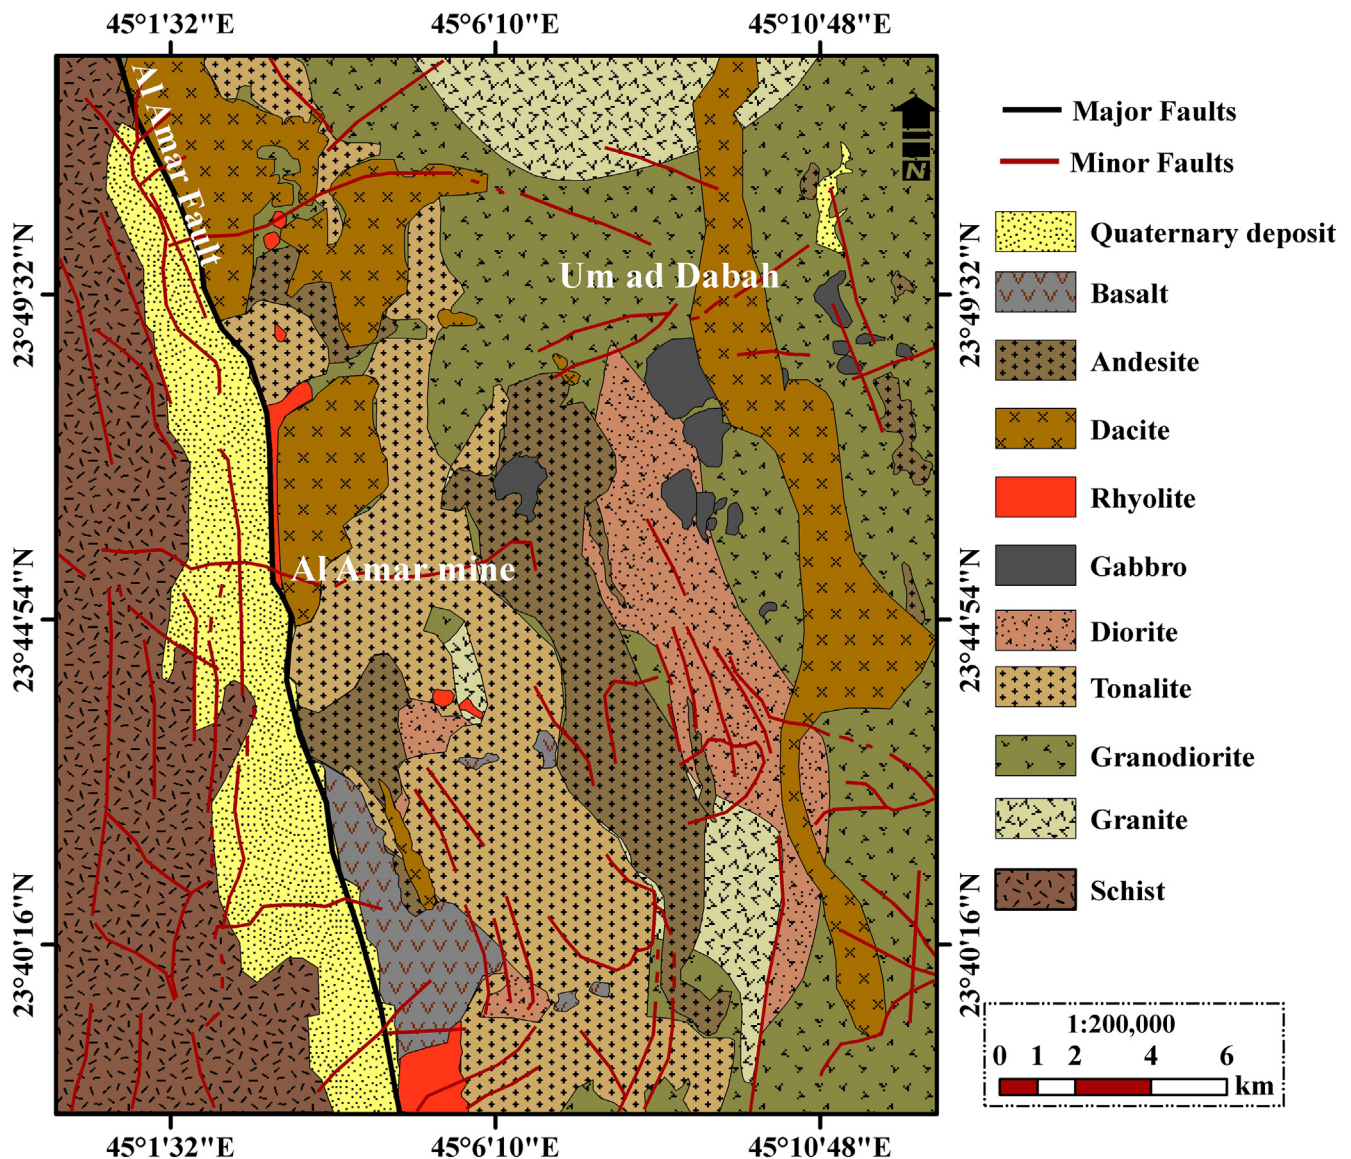 45°1'32"E 45°6'10"E 45°10'48"E
Al Amar Fault
N
Um ad Dabah
Al Amar mine
23°49'32"N
23°44'54"N
23°40'16"N
23°49'32"N
23°44'54"N
23°40'16"N
45°1'32"E 45°6'10"E 45°10'48"E
Major Faults
Minor Faults
Quaternary deposit
Basalt
Andesite
Dacite
Rhyolite
Gabbro
Diorite
Tonalite
Granodiorite
Granite
Schist
1:200,000
0 1 2 4 6
km